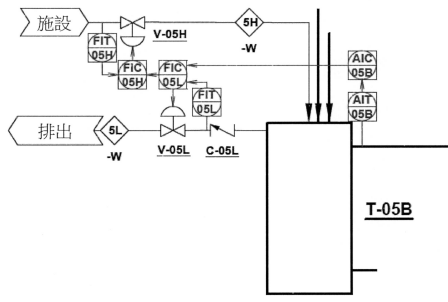 施設
FIT
05H
V-05H
5H
-W
FIC
05H
FIC
05L
FIT
05L
AIC
05B
AIT
05B
排出
5L
-W
V-05L
C-05L
T-05B